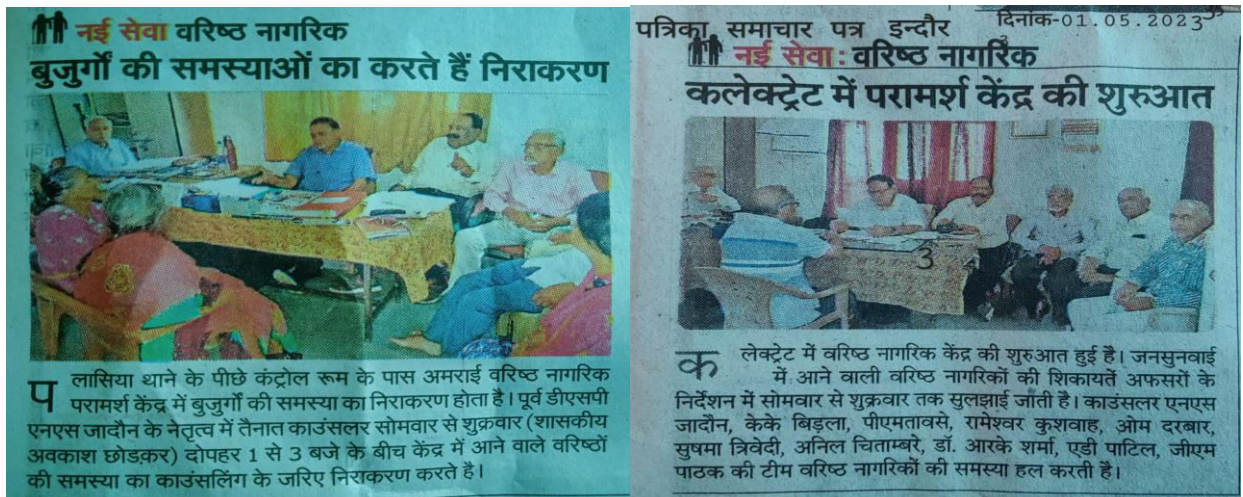 नई सेवा वरिष्ठ नागरिक
बुजुर्गों की समस्याओं का करते हैं निराकरण
पलासिया थाने के पीछे कंट्रोल रूम के पास अमराई वरिष्ठ नागरिक
परामर्श केंद्र में बुजुर्गों की समस्या का निराकरण होता है। पूर्व डीएसपी
एनएस जादौन के नेतृत्व में तैनात काउंसलर सोमवार से शुक्रवार (शासकीय
अवकाश छोडक़र) दोपहर 1 से 3 बजे के बीच केंद्र में आने वाले वरिष्ठों
की समस्या का काउंसलिंग के जरिए निराकरण करते है।
पत्रिका समाचार पत्र इन्दौर दिनांक-01.05.2023
3
नई सेवा: वरिष्ठ नागरिक
कलेक्ट्रेट में परामर्श केंद्र की शुरुआत
3
कलेक्ट्रेट में वरिष्ठ नागरिक केंद्र की शुरुआत हुई है। जनसुनवाई
में आने वाली वरिष्ठ नागरिकों की शिकायतें अफसरों के
निर्देशन में सोमवार से शुक्रवार तक सुलझाई जाती है। काउंसलर एनएस
जादौन, केके बिड़ला, पीएमतावसे, रामेश्वर कुशवाह, ओम दरबार,
सुषमा त्रिवेदी, अनिल चिताम्बरे, डॉ. आरके शर्मा, एडी पाटिल, जीएम
पाठक की टीम वरिष्ठ नागरिकों की समस्या हल करती है।